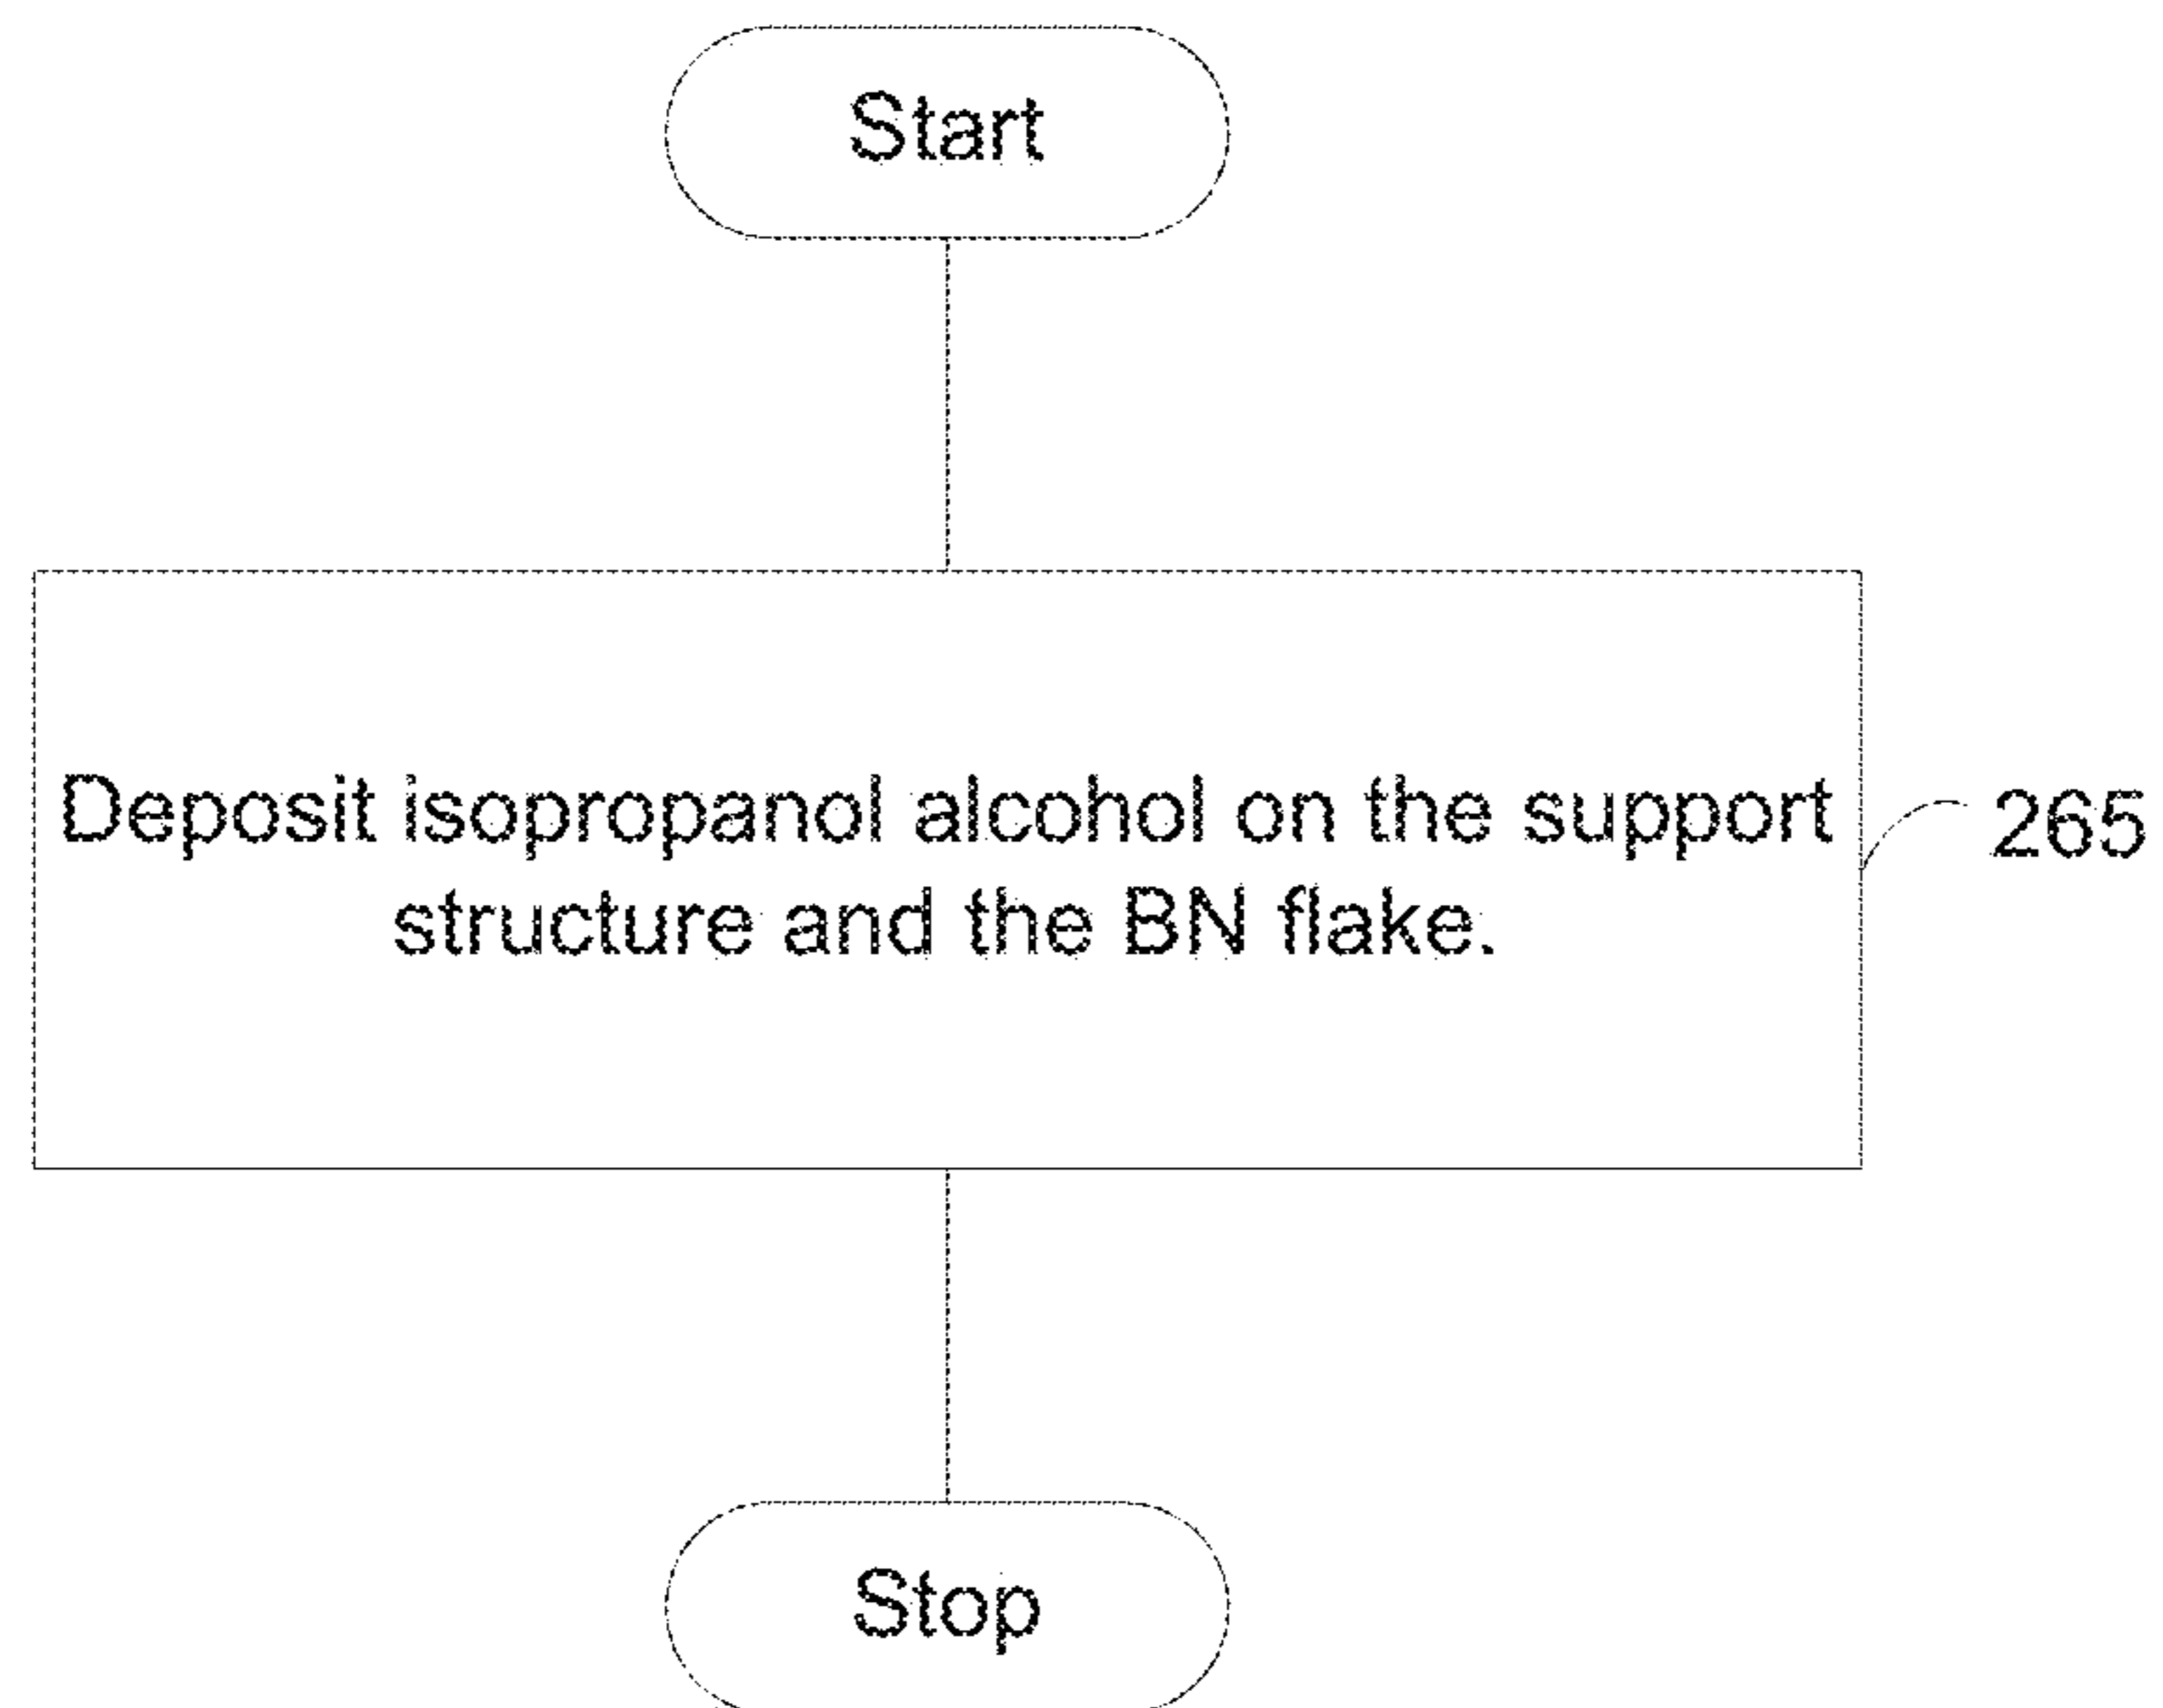 Start
Deposit isopropanol alcohol on the support
structure and the BN flake.
265
Stop